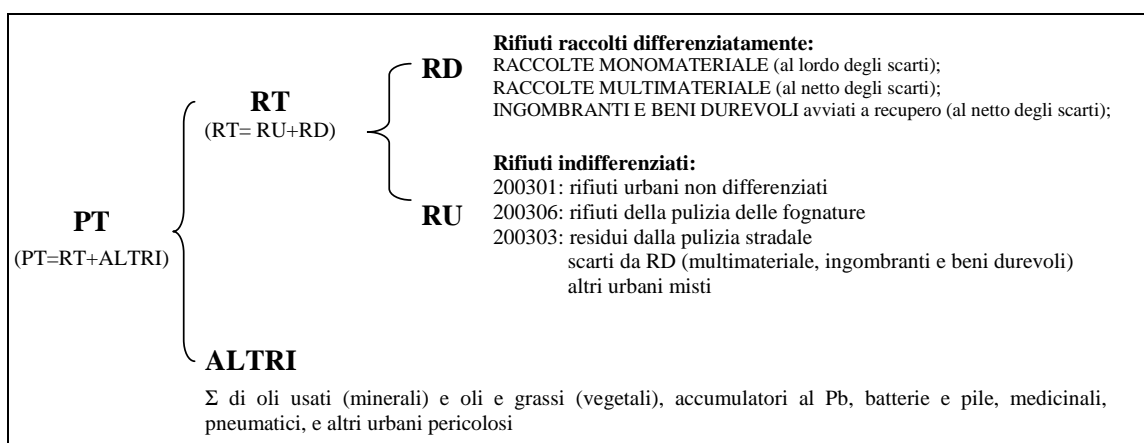 Rifiuti raccolti differenziatamente:
RD
RACCOLTE MONOMATERIALE (al lordo degli scarti);
RACCOLTE MULTIMATERIALE (al netto degli scarti);
RT
INGOMBRANTI E BENI DUREVOLI avviati a recupero (al netto degli scarti);
(RT= RU+RD)
Rifiuti indifferenziati:
200301: rifiuti urbani non differenziati
RU
200306: rifiuti della pulizia delle fognature
PT
200303: residui dalla pulizia stradale
(PT=RT+ALTRI)
scarti da RD (multimateriale, ingombranti e beni durevoli)
altri urbani misti
ALTRI
Σ di oli usati (minerali) e oli e grassi (vegetali), accumulatori al Pb, batterie e pile, medicinali,
pneumatici, e altri urbani pericolosi